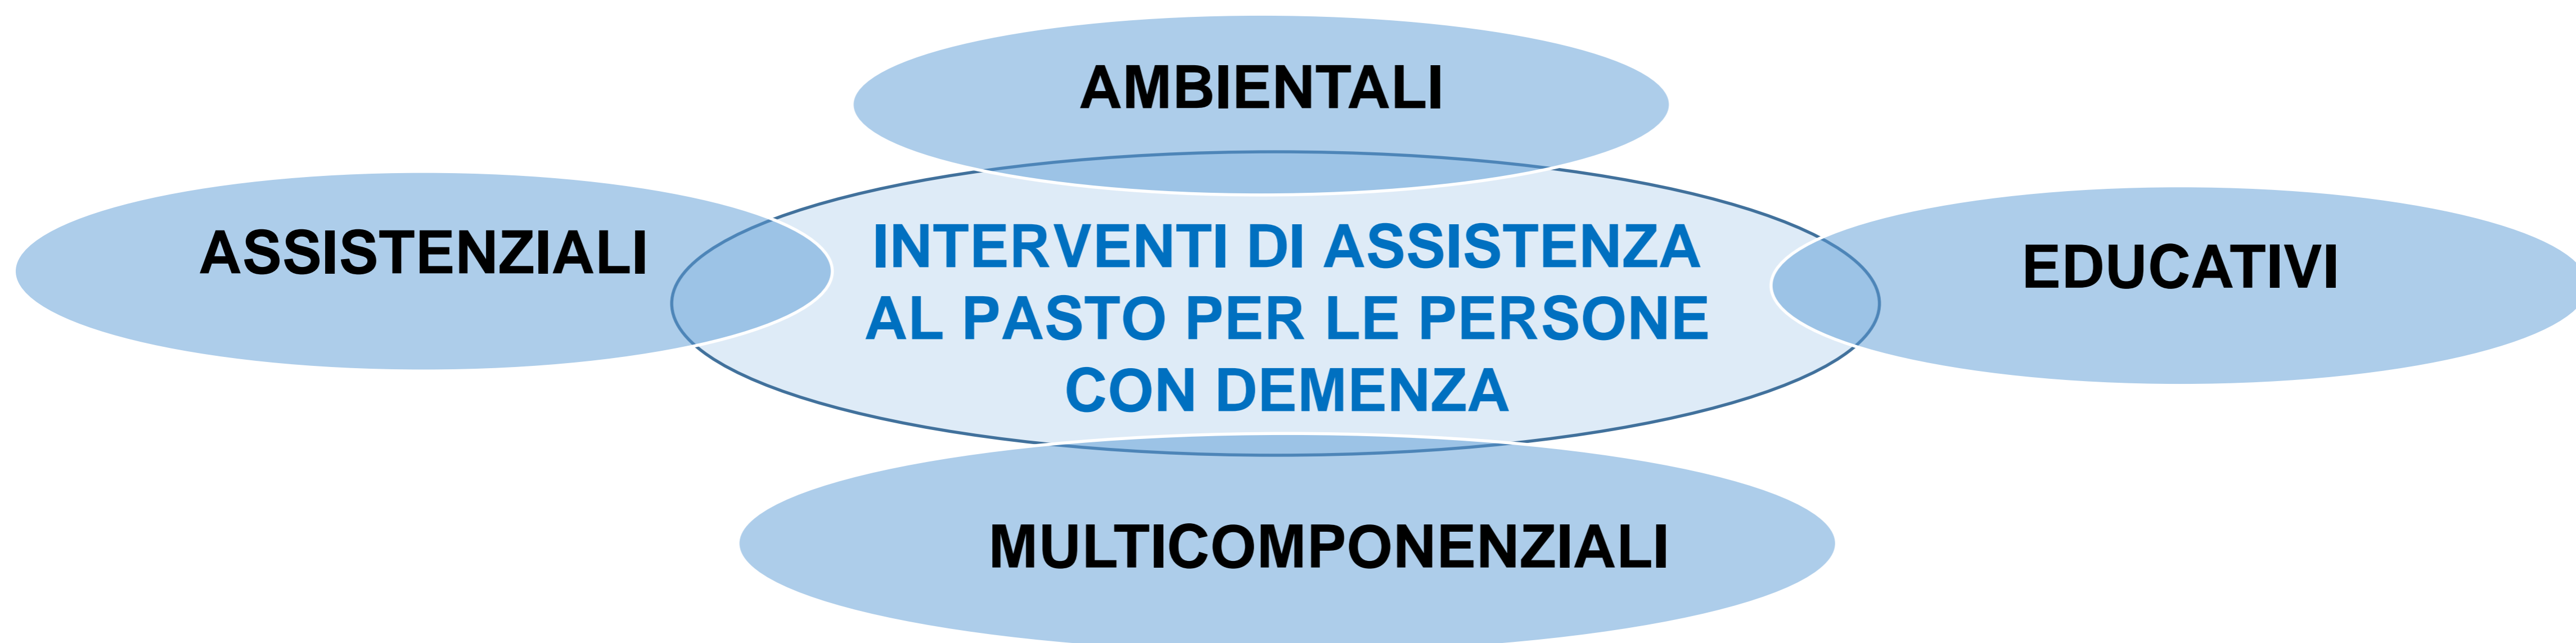 AMBIENTALI
ASSISTENZIALI
INTERVENTI DI ASSISTENZA
AL PASTO PER LE PERSONE
CON DEMENZA
EDUCATIVI
MULTICOMPONENZIALI